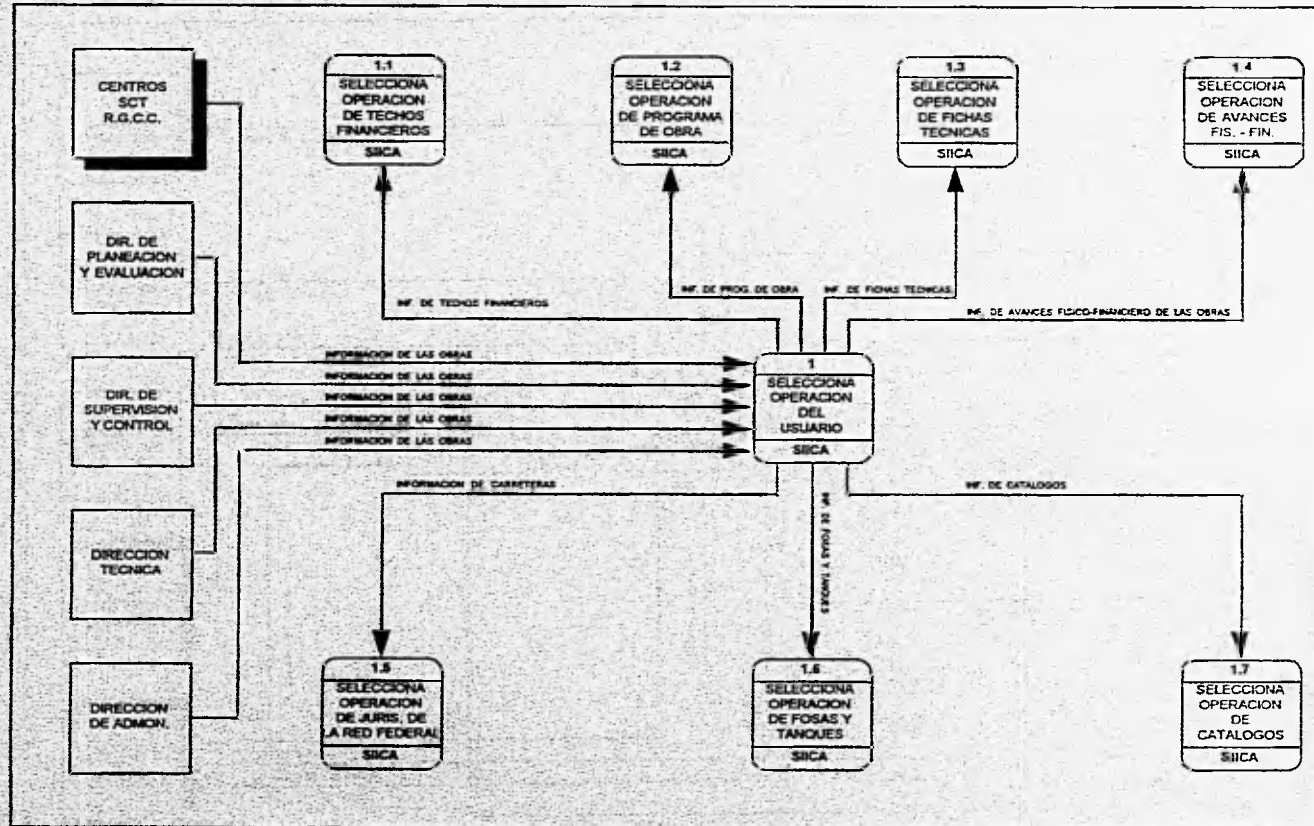 CENTROS
SCT
R.G.C.C.
1.1
SELECCIONA
OPERACION
DE TECHOS
FINANCIEROS
SIICA
1.2
SELECCIONA
OPERACION
DE PROGRAMA
DE OBRA
SIICA
1.3
SELECCIONA
OPERACION
DE FICHAS
TECNICAS
SIICA
1.4
SELECCIONA
OPERACION
DE AVANCES
FIS. - FIN.
SIICA
DIR. DE
PLANEACION
Y EVALUACION
INF. DE TECHOS FINANCIEROS
INF. DE PROG. DE OBRA
INF. DE FICHAS TECNICAS
INF. DE AVANCES FISICO-FINANCIERO DE LAS OBRAS
DIR. DE
SUPERVISION
Y CONTROL
INFORMACION DE LAS OBRAS
INFORMACION DE LAS OBRAS
INFORMACION DE LAS OBRAS
INFORMACION DE LAS OBRAS
INFORMACION DE LAS OBRAS
1
SELECCIONA
OPERACION
DEL
USUARIO
SIICA
INFORMACION DE CARRETERAS
INF. DE FOSAS Y TANQUES
INF. DE CATALOGOS
DIRECCION
TECNICA
DIRECCION
DE ADMON.
1.5
SELECCIONA
OPERACION
DE JURIS. DE
LA RED FEDERAL
SIICA
1.6
SELECCIONA
OPERACION
DE FOSAS Y
TANQUES
SIICA
1.7
SELECCIONA
OPERACION
DE
CATALOGOS
SIICA